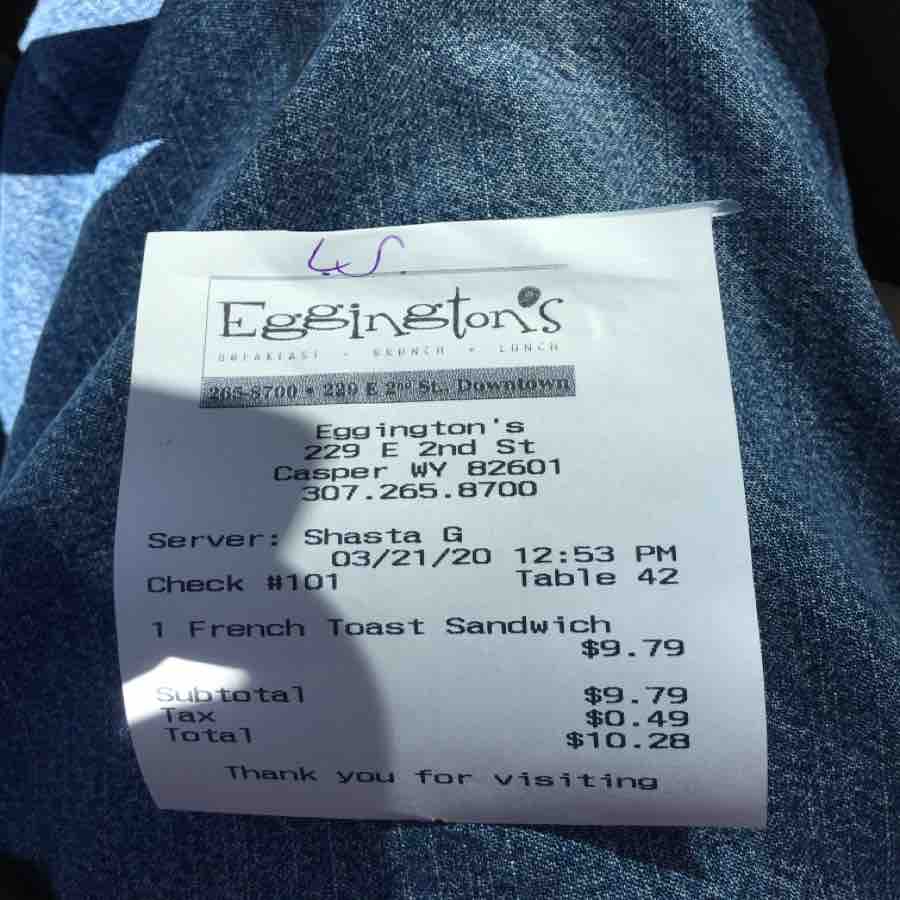 Eggington's
BREAKFAST • BRUNCH • LUNCH
265-8700 • 229 E 2ND St., Downtown
Eggington's
229 E 2nd St
Casper WY 82601
307.265.8700
Server: Shasta G
03/21/20 12:53 PM
Check #101 Table 42
1 French Toast Sandwich
$9.79
Subtotal $9.79
Tax $0.49
Total $10.28
Thank you for visiting